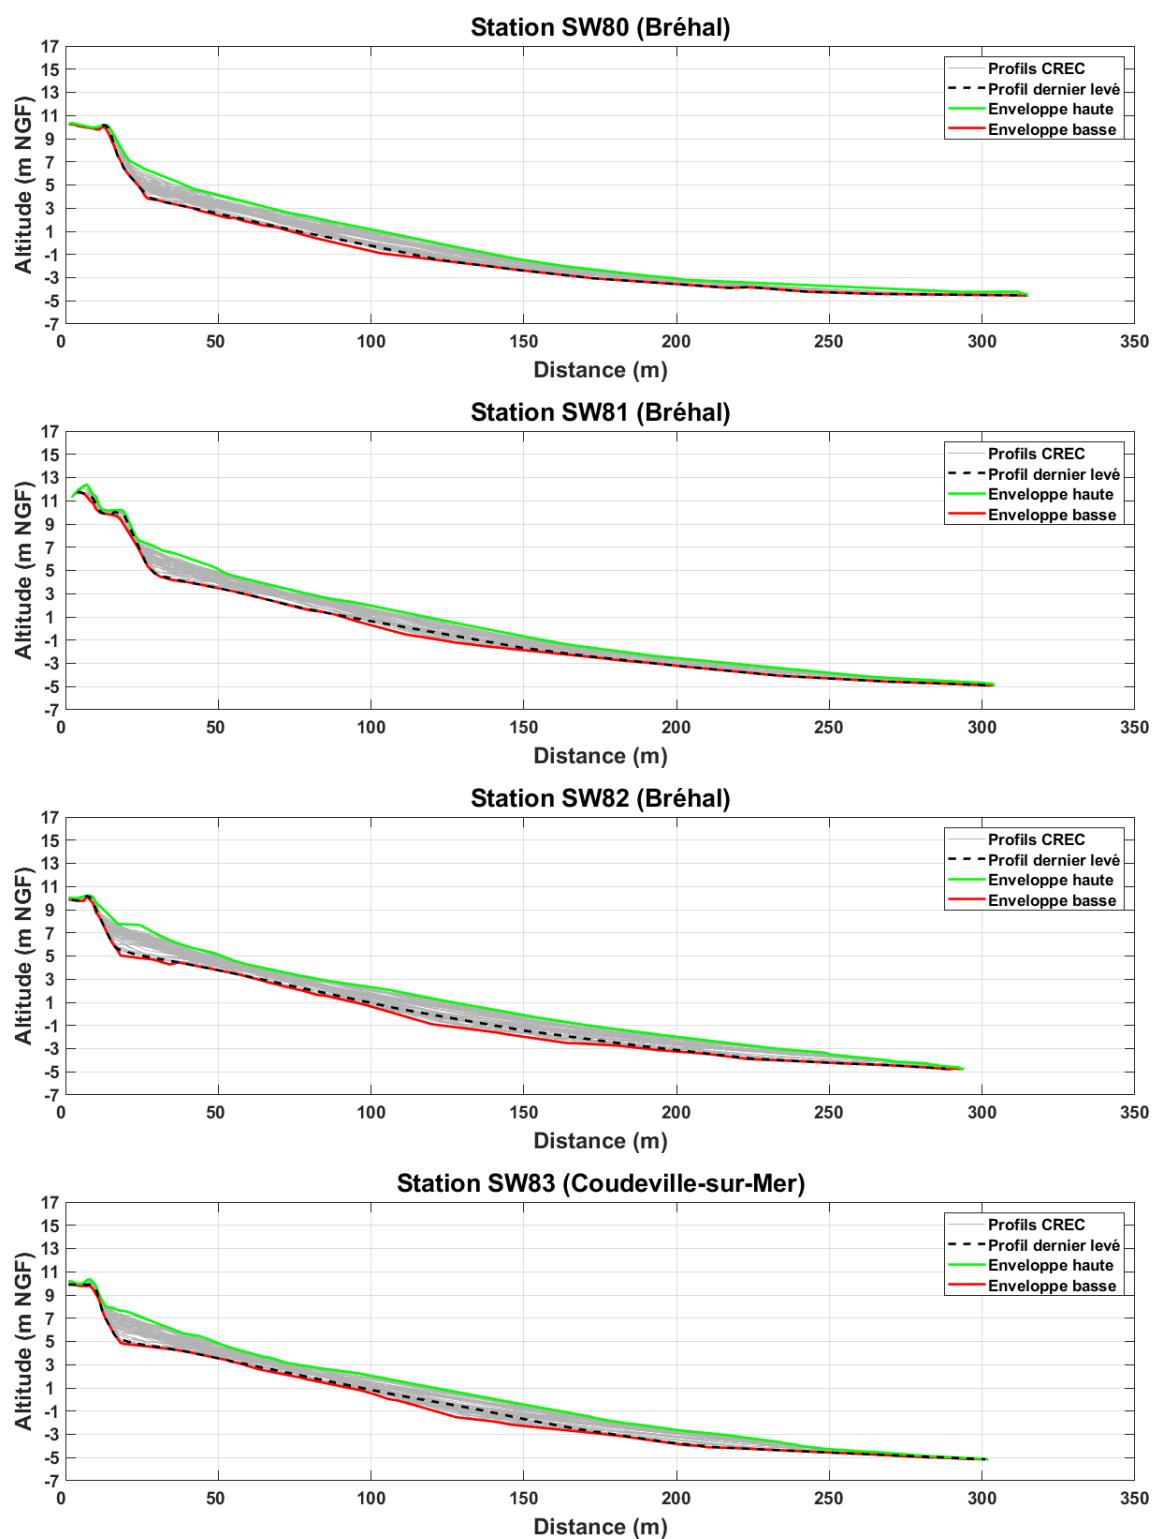 Station SW80 (Bréhal)
17
15
13
11
9
7
5
3
1
-1
-3
-5
-7
Altitude (m NGF)
Profils CREC
Profil dernier levé
Enveloppe haute
Enveloppe basse
0 50 100 150 200 250 300 350
Distance (m)
Station SW81 (Bréhal)
17
15
13
11
9
7
5
3
1
-1
-3
-5
-7
Altitude (m NGF)
Profils CREC
Profil dernier levé
Enveloppe haute
Enveloppe basse
0 50 100 150 200 250 300 350
Distance (m)
Station SW82 (Bréhal)
17
15
13
11
9
7
5
3
1
-1
-3
-5
-7
Altitude (m NGF)
Profils CREC
Profil dernier levé
Enveloppe haute
Enveloppe basse
0 50 100 150 200 250 300 350
Distance (m)
Station SW83 (Coudeville-sur-Mer)
17
15
13
11
9
7
5
3
1
-1
-3
-5
-7
Altitude (m NGF)
Profils CREC
Profil dernier levé
Enveloppe haute
Enveloppe basse
0 50 100 150 200 250 300 350
Distance (m)